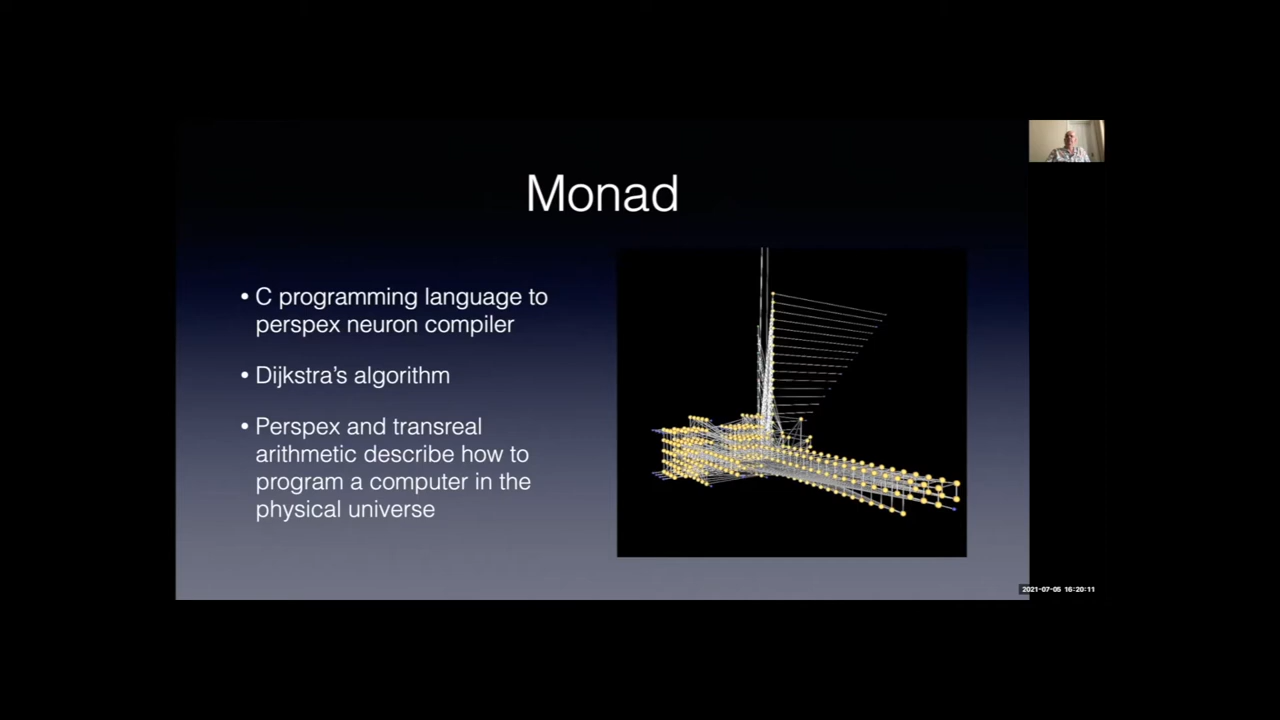 Monad
• C programming language to
perspex neuron compiler
• Dijkstra's algorithm
• Perspex and transreal
arithmetic describe how to
program a computer in the
physical universe
2021-07-05 16:20:11